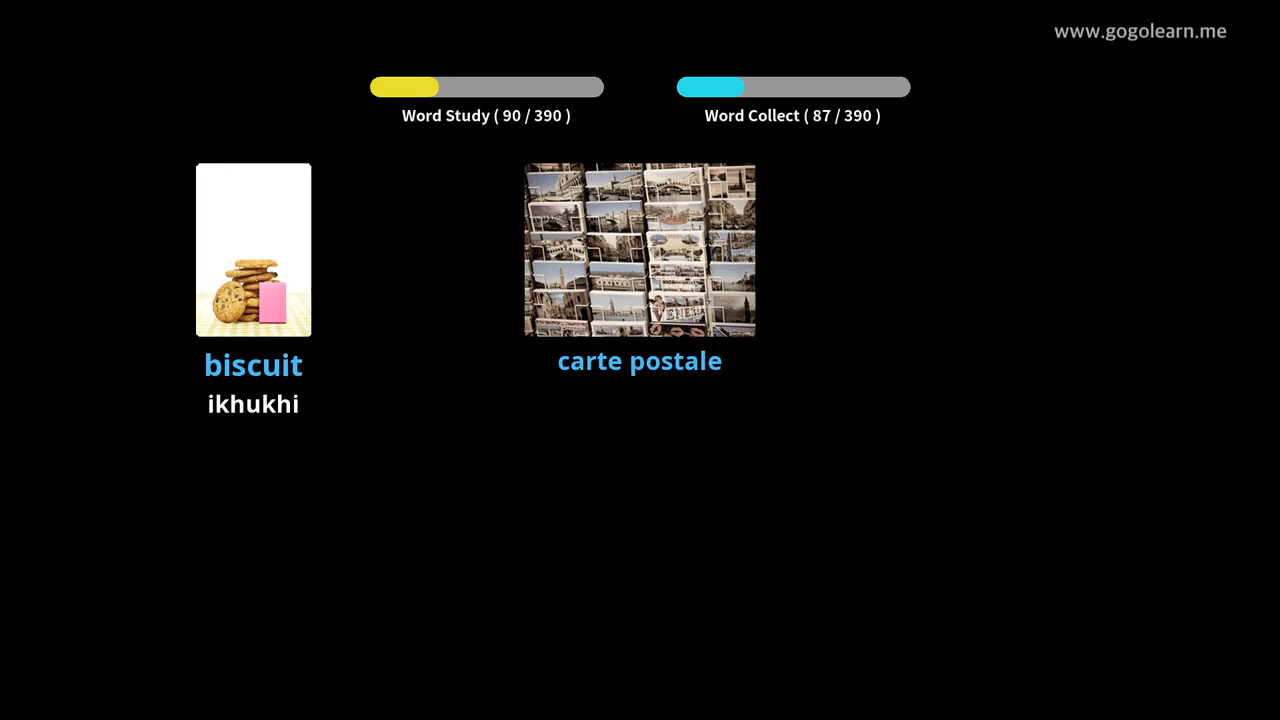 www.gogolearn.me
Word Study ( 90 / 390 )
Word Collect ( 87 / 390 )
biscuit
ikhukhi
carte postale